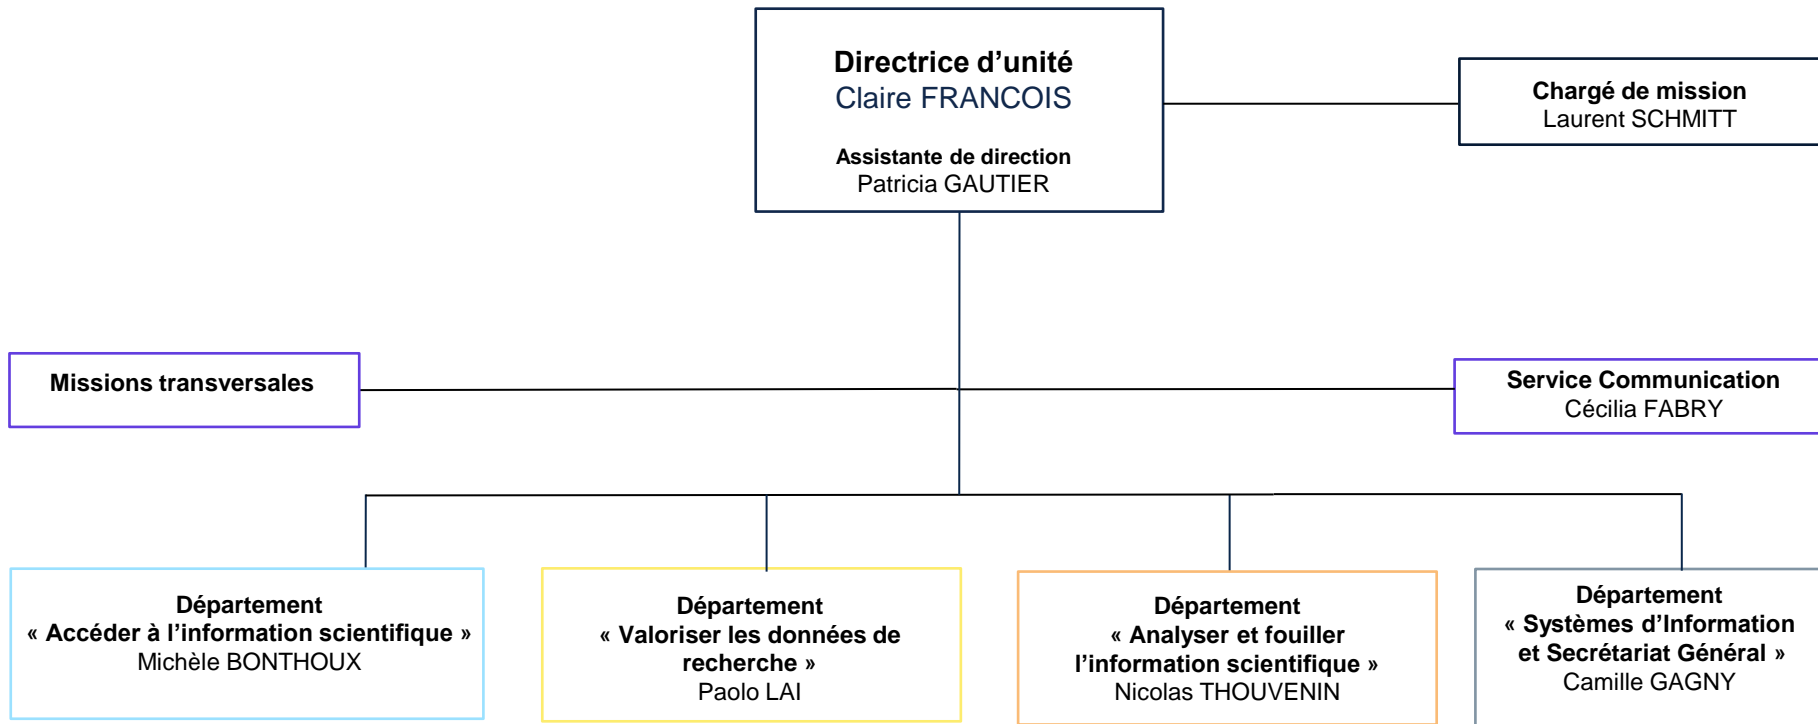 Directrice d’unité
Claire FRANCOIS
Assistante de direction
Patricia GAUTIER
Chargé de mission
Laurent SCHMITT
Missions transversales
Service Communication
Cécilia FABRY
Département
« Accéder à l’information scientifique »
Michèle BONTHOUX
Département
« Valoriser les données de
recherche »
Paolo LAI
Département
« Analyser et fouiller
l’information scientifique »
Nicolas THOUVENIN
Département
« Systèmes d’Information
et Secrétariat Général »
Camille GAGNY